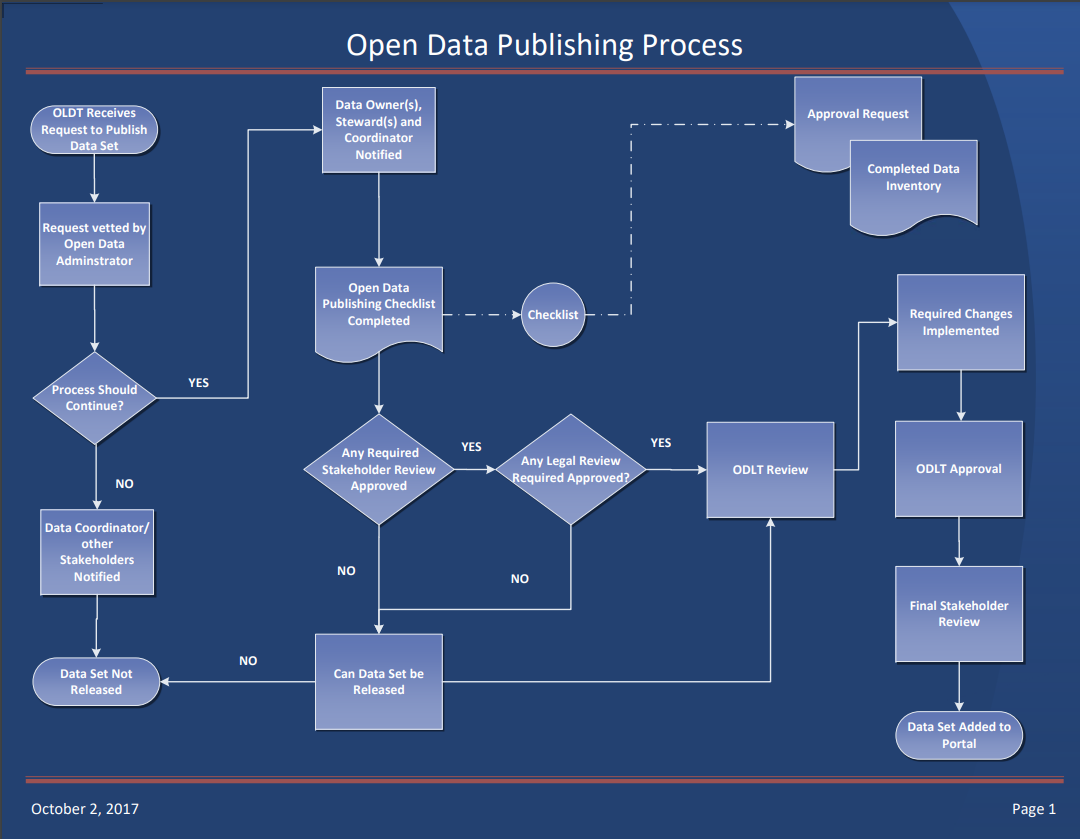 Open Data Publishing Process
OLDT Receives
Request to Publish
Data Set
Request vetted by
Open Data
Adminstrator
Process Should
Continue?
YES
NO
Data Coordinator/
other
Stakeholders
Notified
Data Set Not
Released
Data Owner(s),
Steward(s) and
Coordinator
Notified
Open Data
Publishing Checklist
Completed
Checklist
Approval Request
Completed Data
Inventory
Any Required
Stakeholder Review
Approved
YES
NO
Any Legal Review
Required Approved?
YES
NO
Can Data Set be
Released
NO
ODLT Review
Required Changes
Implemented
ODLT Approval
Final Stakeholder
Review
Data Set Added to
Portal
October 2, 2017
Page 1